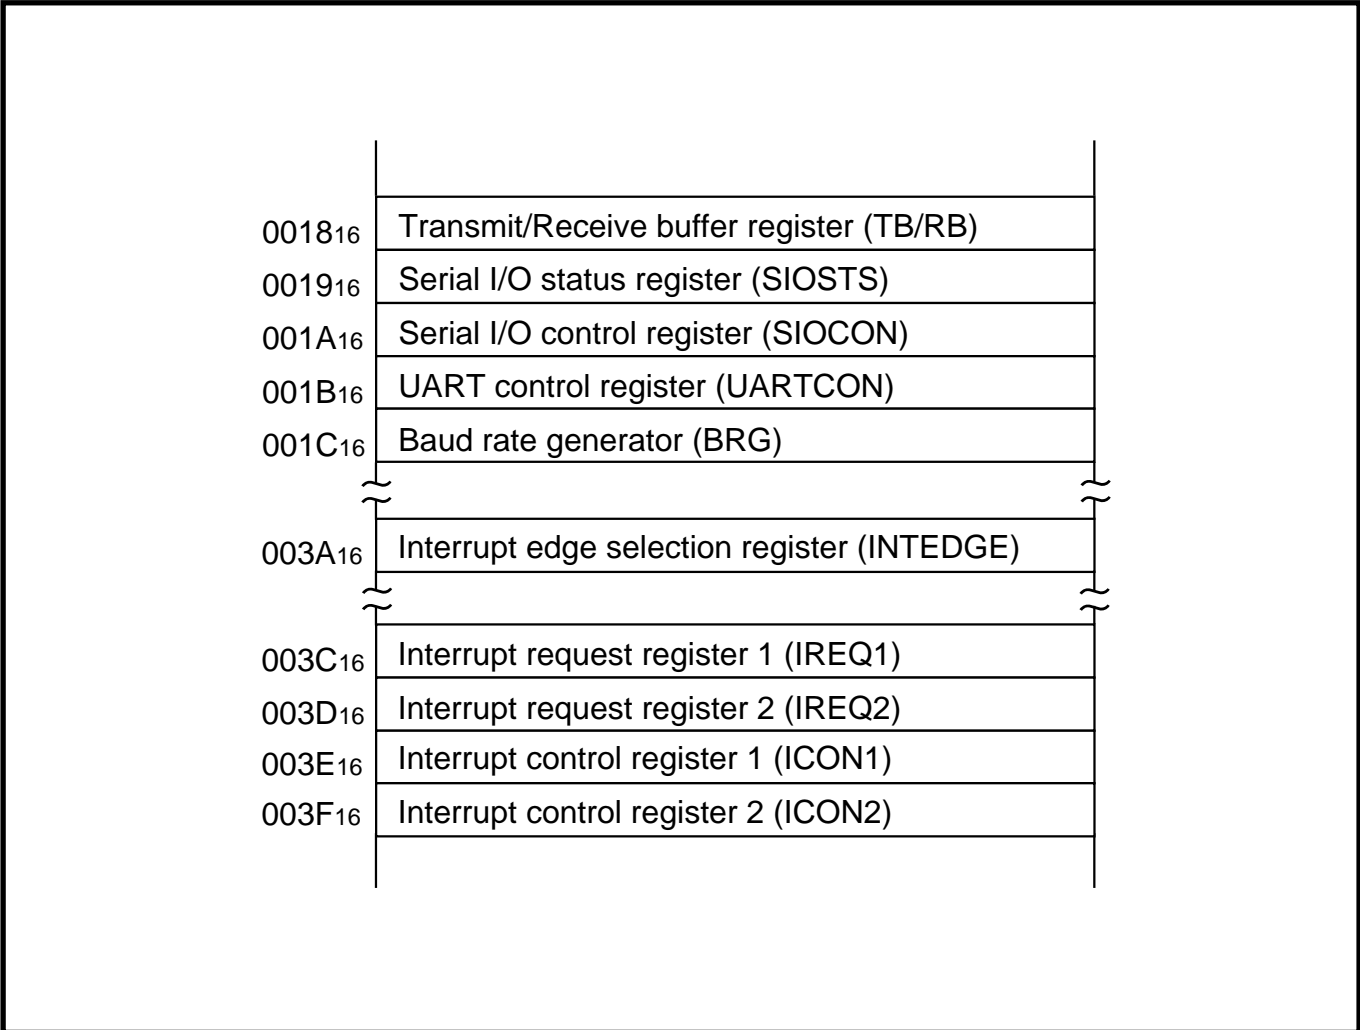 0018₁₆ Transmit/Receive buffer register (TB/RB)
0019₁₆ Serial I/O status register (SIOSTS)
001A₁₆ Serial I/O control register (SIOCON)
001B₁₆ UART control register (UARTCON)
001C₁₆ Baud rate generator (BRG)
003A₁₆ Interrupt edge selection register (INTEDGE)
003C₁₆ Interrupt request register 1 (IREQ1)
003D₁₆ Interrupt request register 2 (IREQ2)
003E₁₆ Interrupt control register 1 (ICON1)
003F₁₆ Interrupt control register 2 (ICON2)